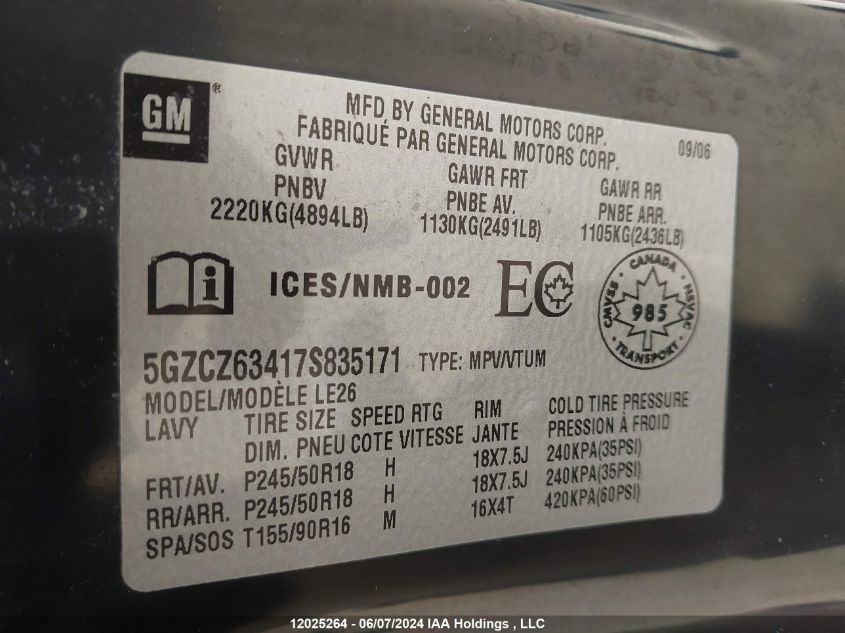 GM®
MFD BY GENERAL MOTORS CORP.
FABRIQUÉ PAR GENERAL MOTORS CORP.
09/06
GVWR GAWR FRT GAWR RR
PNBV PNBE AV. PNBE ARR.
2220KG(4894LB) 1130KG(2491LB) 1105KG(2436LB)
i ICES/NMB-002 EC
CANADA
CMVSS 985 NSVAC
TRANSPORT
5GZCZ63417S835171 TYPE: MPV/VTUM
MODEL/MODÈLE LE26
LAVY TIRE SIZE SPEED RTG RIM COLD TIRE PRESSURE
DIM. PNEU COTE VITESSE JANTE PRESSION À FROID
FRT/AV. P245/50R18 H 18X7.5J 240KPA(35PSI)
RR/ARR. P245/50R18 H 18X7.5J 240KPA(35PSI)
SPA/SOS T155/90R16 M 16X4T 420KPA(60PSI)
12025264 - 06/07/2024 IAA Holdings , LLC